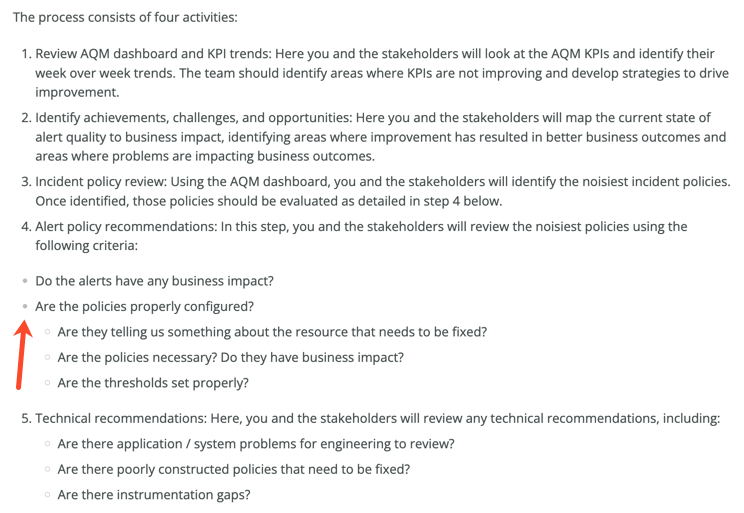 The process consists of four activities:
1. Review AQM dashboard and KPI trends: Here you and the stakeholders will look at the AQM KPIs and identify their
week over week trends. The team should identify areas where KPIs are not improving and develop strategies to drive
improvement.
2. Identify achievements, challenges, and opportunities: Here you and the stakeholders will map the current state of
alert quality to business impact, identifying areas where improvement has resulted in better business outcomes and
areas where problems are impacting business outcomes.
3. Incident policy review: Using the AQM dashboard, you and the stakeholders will identify the noisiest incident policies.
Once identified, those policies should be evaluated as detailed in step 4 below.
4. Alert policy recommendations: In this step, you and the stakeholders will review the noisiest policies using the
following criteria:
• Do the alerts have any business impact?
• Are the policies properly configured?
○ Are they telling us something about the resource that needs to be fixed?
○ Are the policies necessary? Do they have business impact?
○ Are the thresholds set properly?
5. Technical recommendations: Here, you and the stakeholders will review any technical recommendations, including:
○ Are there application / system problems for engineering to review?
○ Are there poorly constructed policies that need to be fixed?
○ Are there instrumentation gaps?